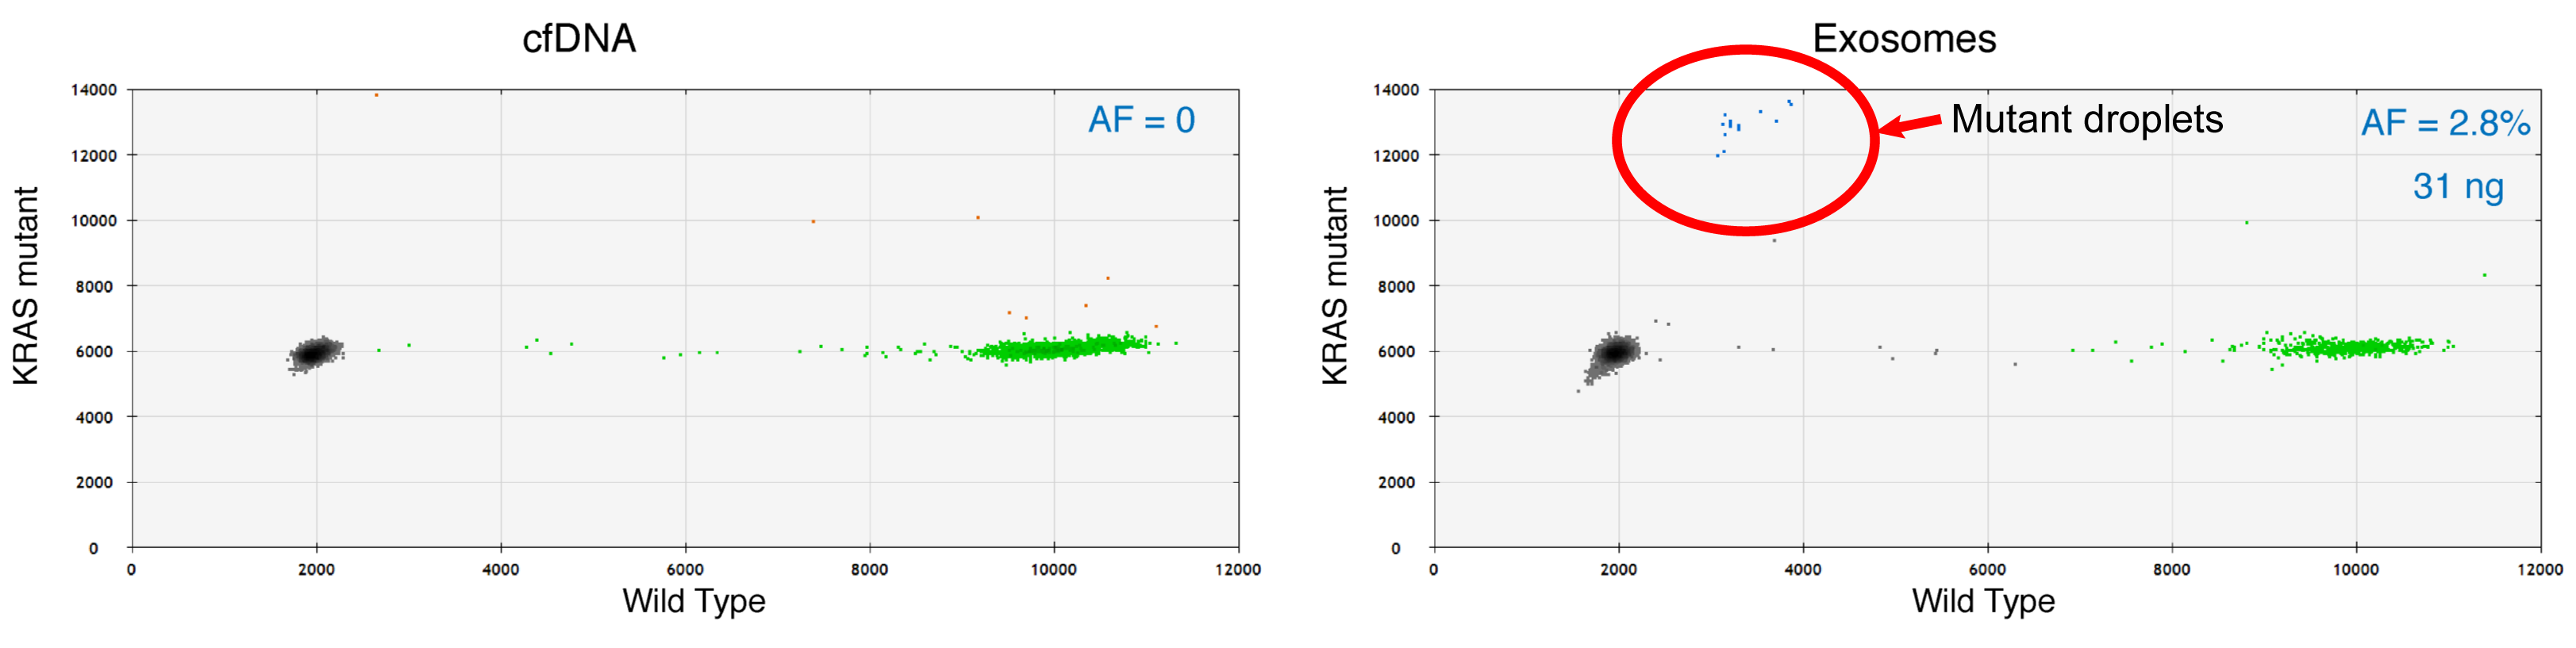 cfDNA
14000
12000
10000
8000
6000
4000
2000
0
0 2000 4000 6000 8000 10000 12000
KRAS mutant
Wild Type
AF = 0
Exosomes
14000
12000
10000
8000
6000
4000
2000
0
0 2000 4000 6000 8000 10000 12000
KRAS mutant
Wild Type
Mutant droplets
AF = 2.8%
31 ng